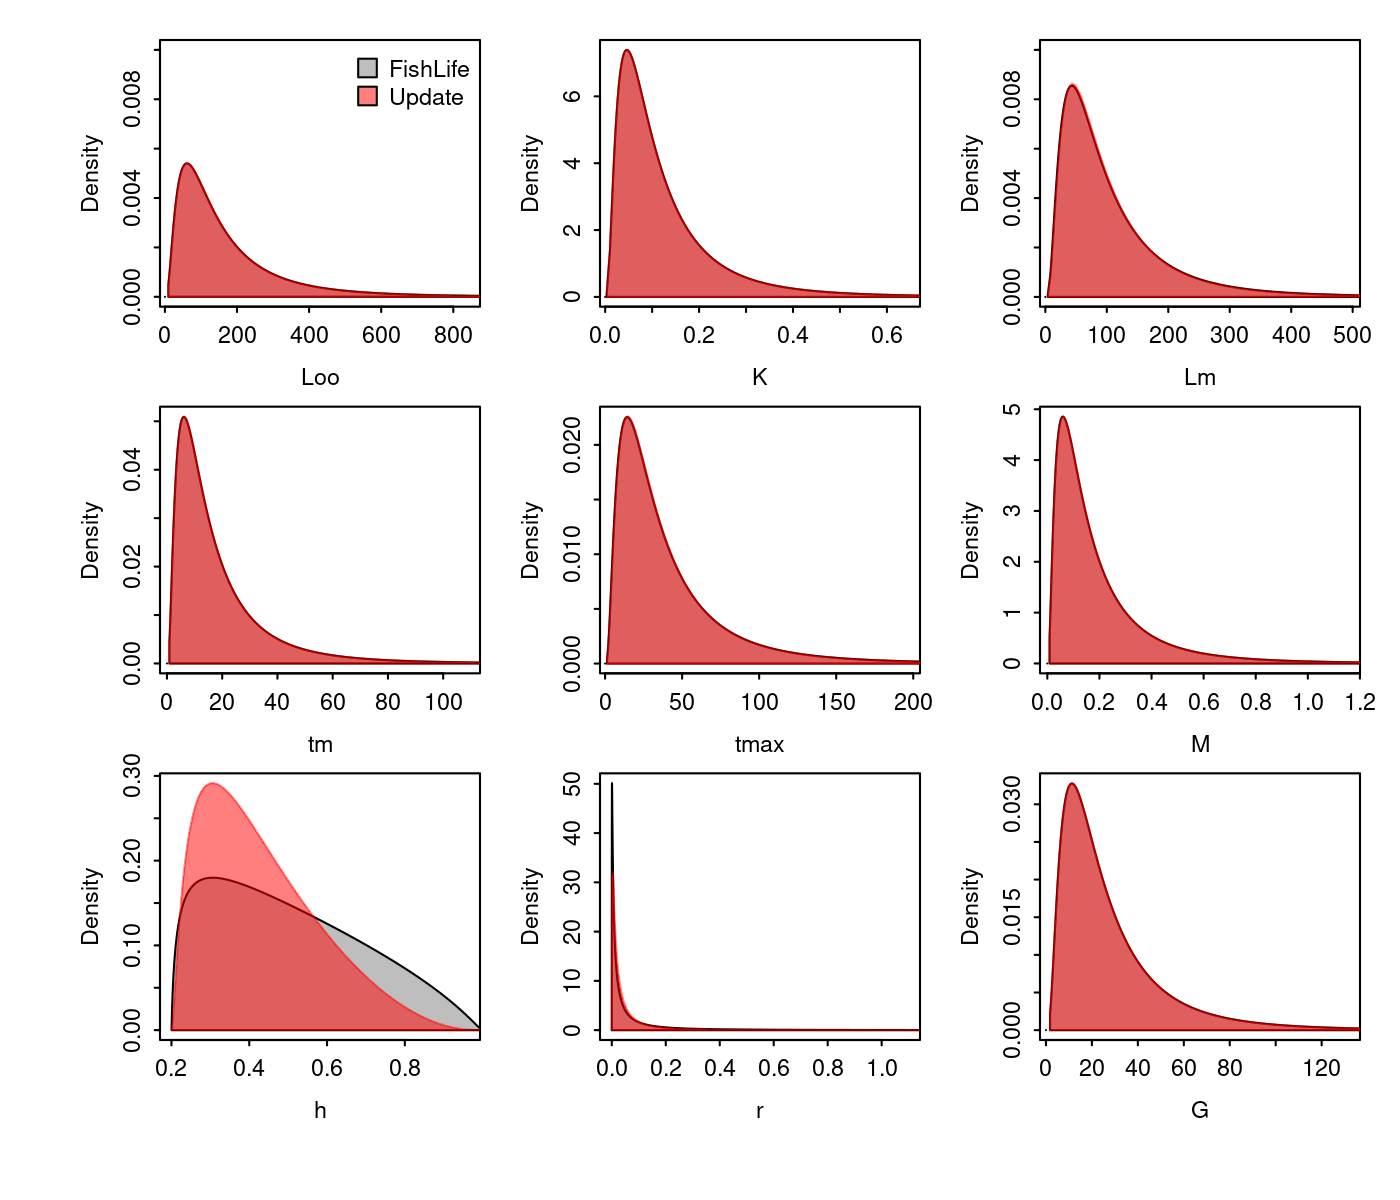 FishLife
Update
Density
0.000 0.004 0.008
0 200 400 600 800
Loo
Density
0 2 4 6
0.0 0.2 0.4 0.6
K
Density
0.000 0.004 0.008
0 100 200 300 400 500
Lm
Density
0.00 0.02 0.04
0 20 40 60 80 100
tm
Density
0.000 0.010 0.020
0 50 100 150 200
tmax
Density
0 1 2 3 4 5
0.0 0.2 0.4 0.6 0.8 1.0 1.2
M
Density
0.00 0.10 0.20 0.30
0.2 0.4 0.6 0.8
h
Density
0 10 20 30 40 50
0.0 0.2 0.4 0.6 0.8 1.0
r
Density
0.000 0.015 0.030
0 20 40 60 80 120
G